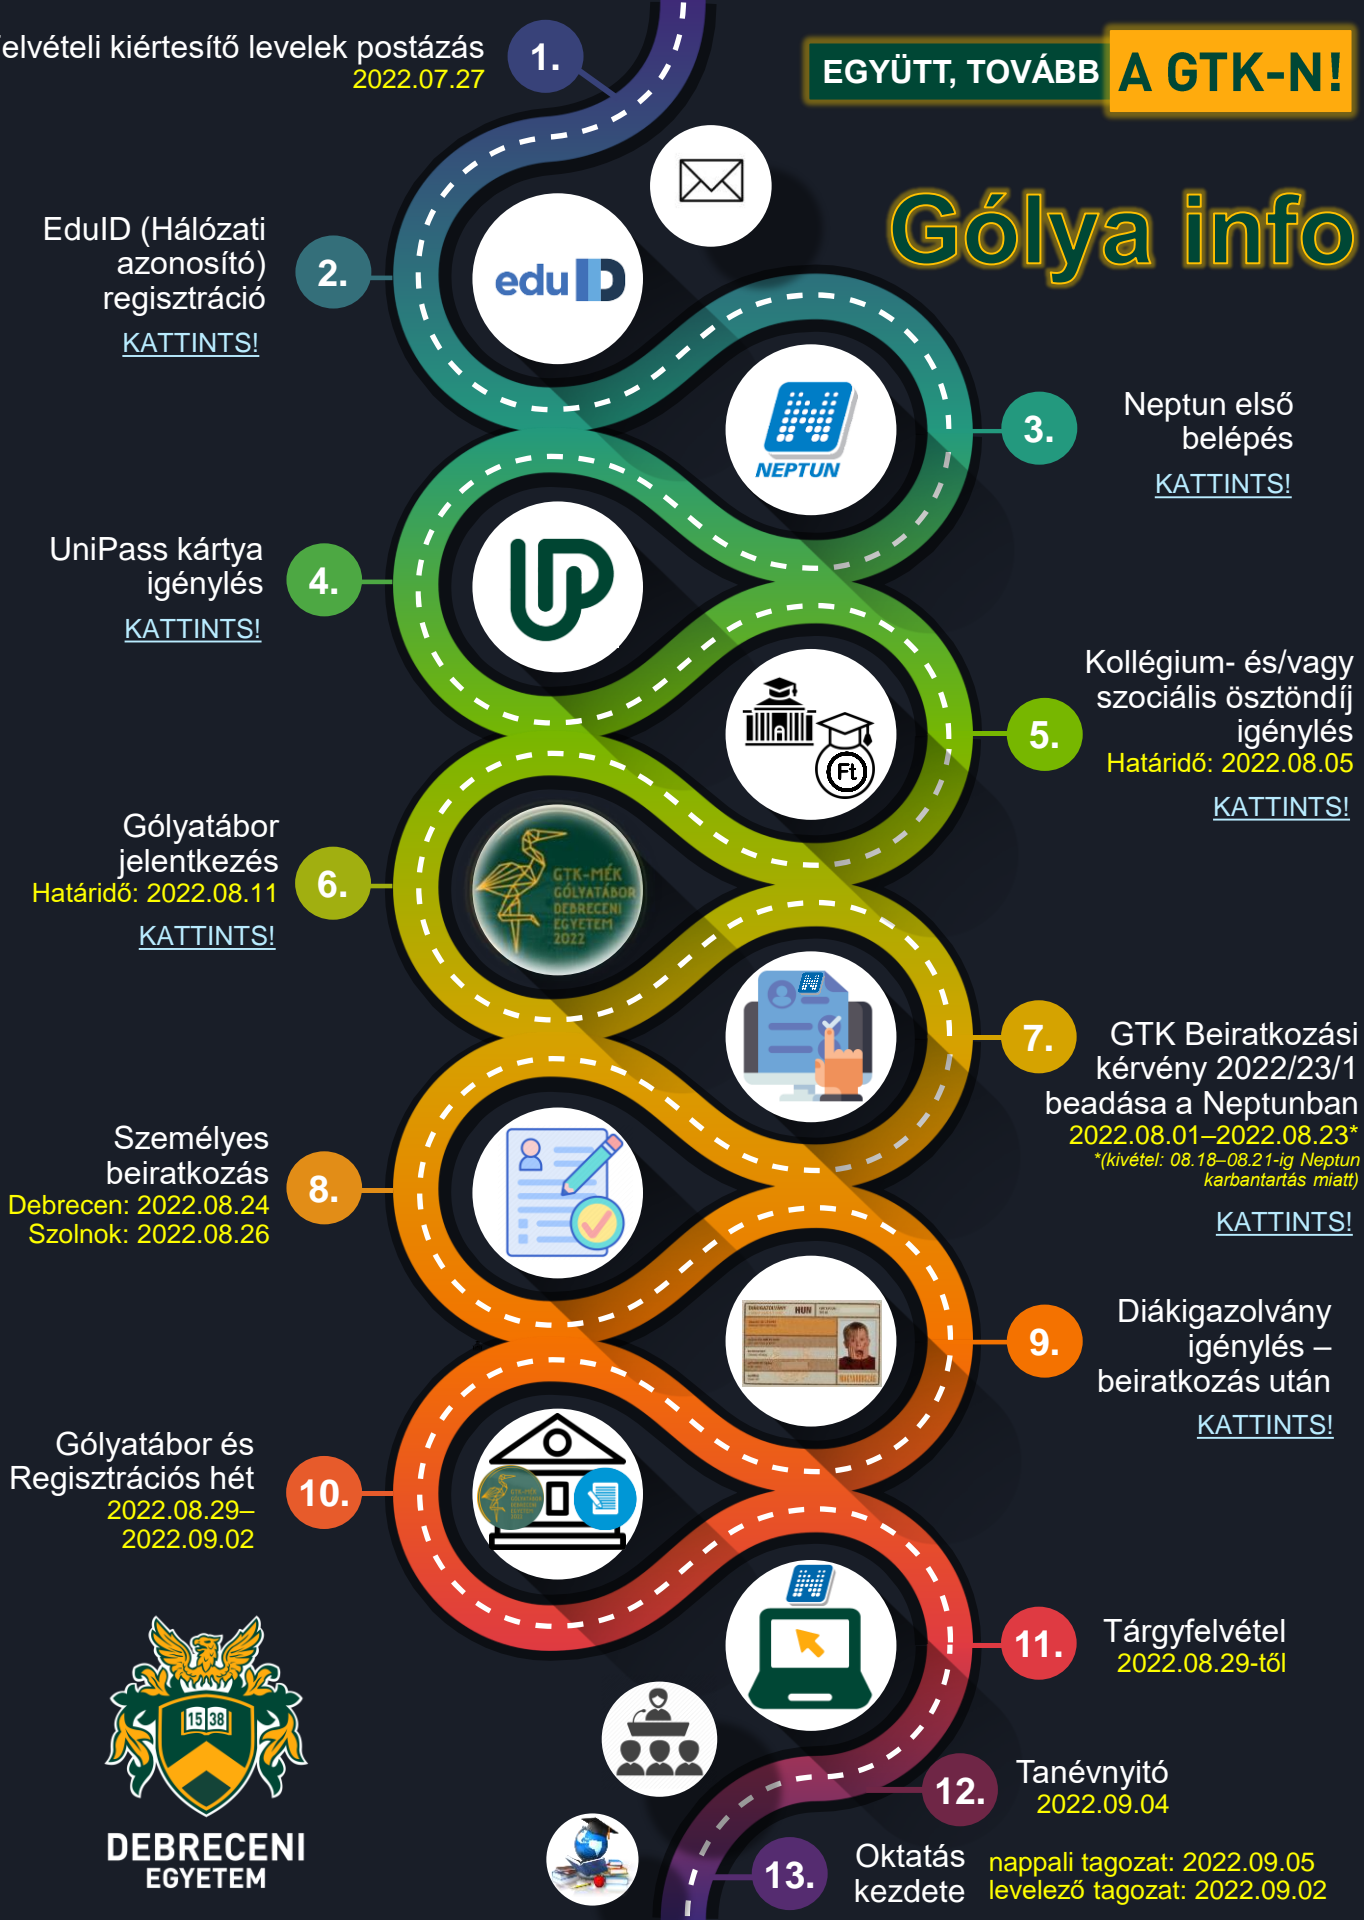 elvételi kiértesítő levelek postázás
2022.07.27
1.
EGYÜTT, TOVÁBB A GTK-N!
Gólya info
EduID (Hálózati
azonosító)
regisztráció
KATTINTS!
2.
eduID
Neptun első
belépés
KATTINTS!
3.
NEPTUN
UniPass kártya
igénylés
KATTINTS!
4.
UP
Kollégium- és/vagy
szociális ösztöndíj
igénylés
Határidő: 2022.08.05
KATTINTS!
5.
Ft
Gólyatábor
jelentkezés
Határidő: 2022.08.11
KATTINTS!
6.
GTK-MÉK
GÓLYATÁBOR
DEBRECENI
EGYETEM
2022
7.
GTK Beiratkozási
kérvény 2022/23/1
beadása a Neptunban
2022.08.01–2022.08.23*
*(kivétel: 08.18–08.21-ig Neptun
karbantartás miatt)
KATTINTS!
Személyes
beiratkozás
Debrecen: 2022.08.24
Szolnok: 2022.08.26
8.
HUN
9.
Diákigazolvány
igénylés –
beiratkozás után
KATTINTS!
Gólyatábor és
Regisztrációs hét
2022.08.29–
2022.09.02
10.
11.
Tárgyfelvétel
2022.08.29-től
15 38
DEBRECENI
EGYETEM
12.
Tanévnyitó
2022.09.04
13.
Oktatás
kezdete
nappali tagozat: 2022.09.05
levelező tagozat: 2022.09.02